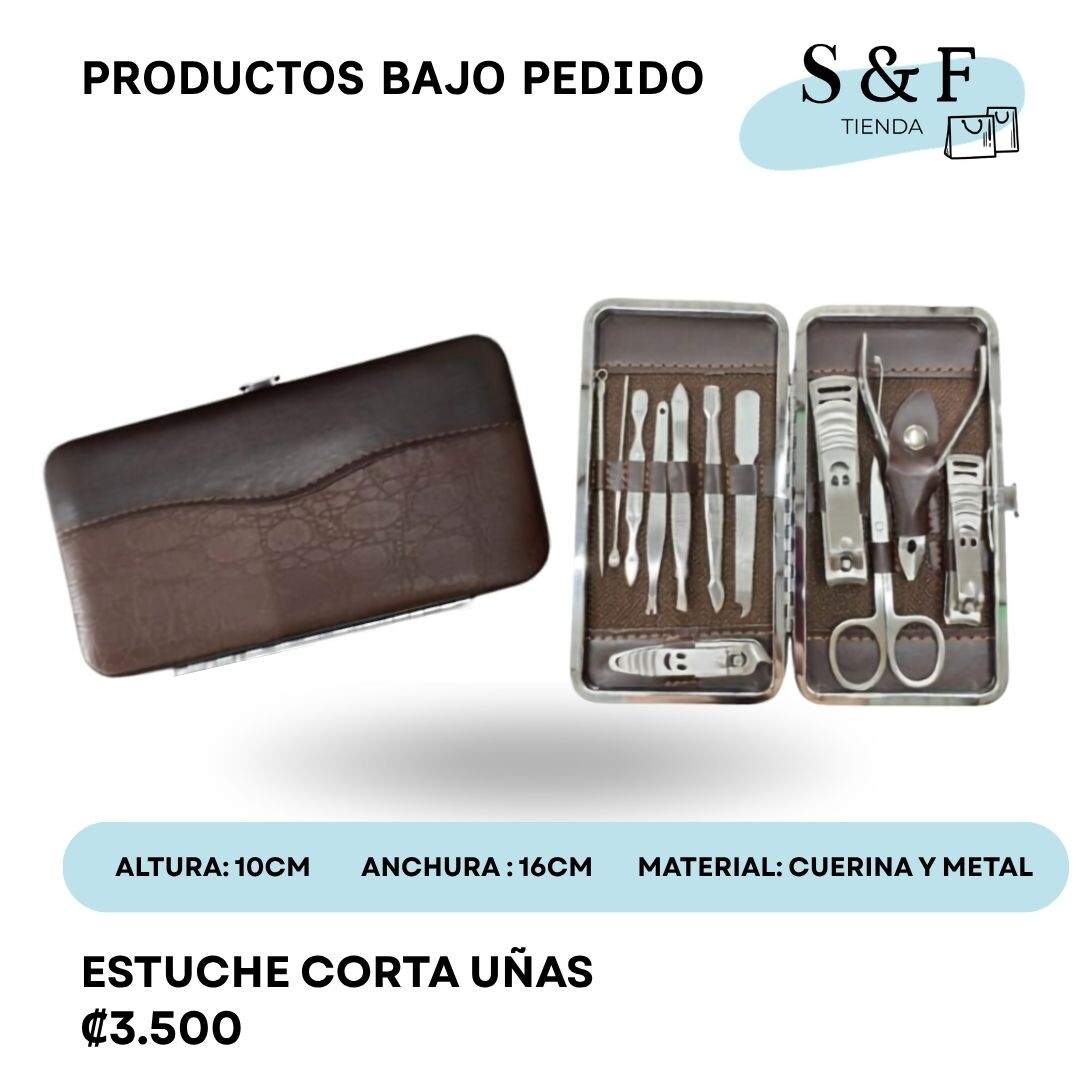 PRODUCTOS BAJO PEDIDO
S & F
TIENDA
ALTURA: 10CM ANCHURA : 16CM MATERIAL: CUERINA Y METAL
ESTUCHE CORTA UÑAS
₡3.500